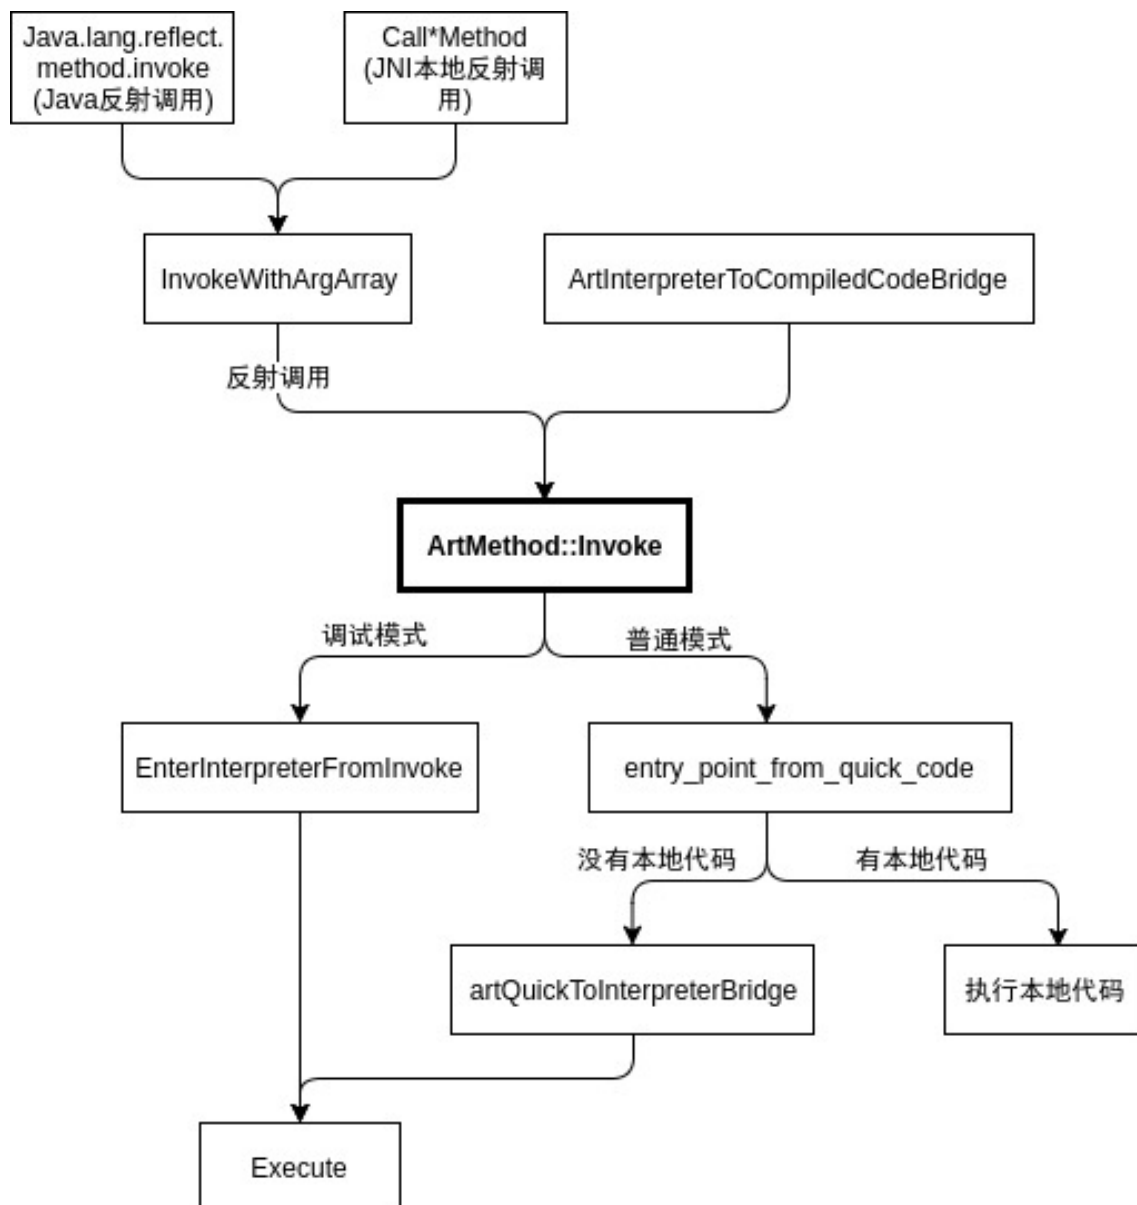 Java.lang.reflect.
method.invoke
(Java反射调用)
Call*Method
(JNI本地反射调
用)
InvokeWithArgArray
ArtInterpreterToCompiledCodeBridge
反射调用
ArtMethod::Invoke
调试模式
普通模式
EnterInterpreterFromInvoke
entry_point_from_quick_code
没有本地代码
有本地代码
artQuickToInterpreterBridge
执行本地代码
Execute